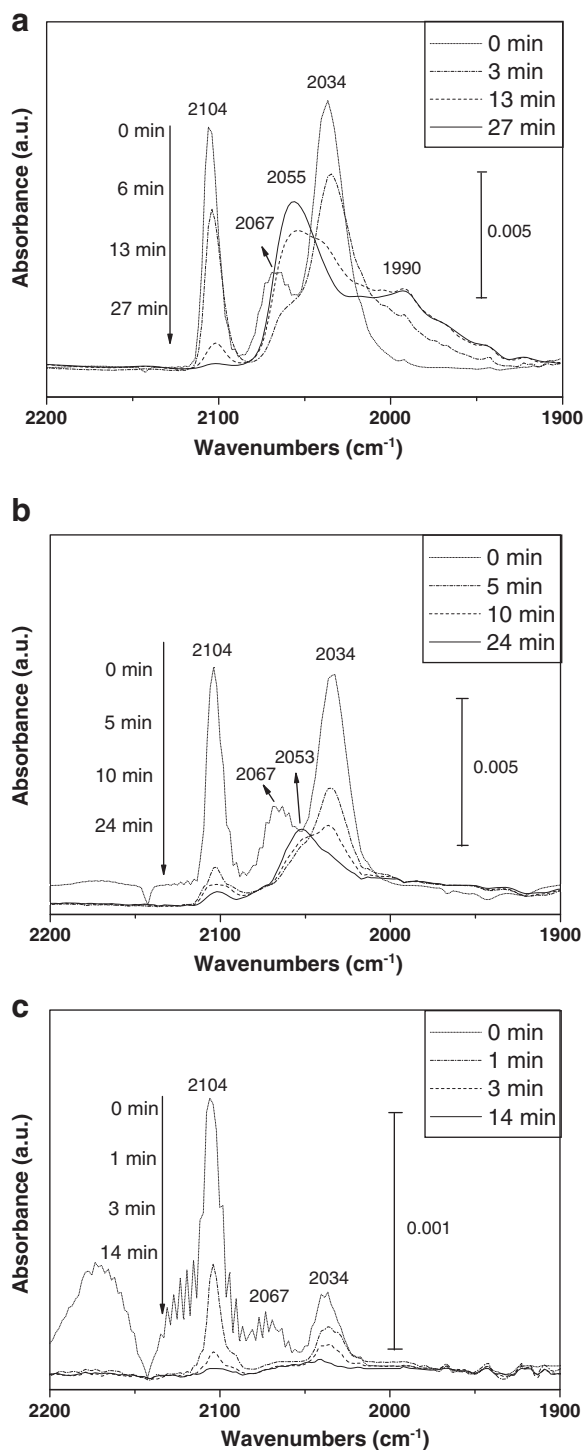 a
2104
2034
0 min
0 min
3 min
13 min
27 min
6 min
2055
2067
13 min
0.005
1990
27 min
Absorbance (a.u.)
2200
2100
2000
1900
Wavenumbers (cm-1)
b
0 min
5 min
10 min
24 min
2104
2034
0 min
5 min
2067
2053
10 min
0.005
24 min
Absorbance (a.u.)
2200
2100
2000
1900
Wavenumbers (cm-1)
c
0 min
1 min
3 min
14 min
2104
0 min
1 min
3 min
0.001
14 min
2067
2034
Absorbance (a.u.)
2200
2100
2000
1900
Wavenumbers (cm-1)